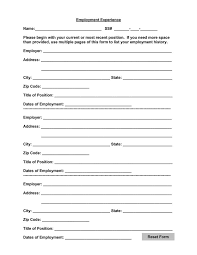 Employment Experience
Name: SS# - -
Please begin with your current or most recent position. If you need more space
than provided, use multiple pages of this form to list your employment history.
Employer:
Address:
City: State:
Zip Code:
Title of Position:
Dates of Employment:
Employer:
Address:
City: State:
Zip Code:
Title of Position:
Dates of Employment:
Employer:
Address:
City: State:
Zip Code:
Title of Position:
Dates of Employment: Reset Form